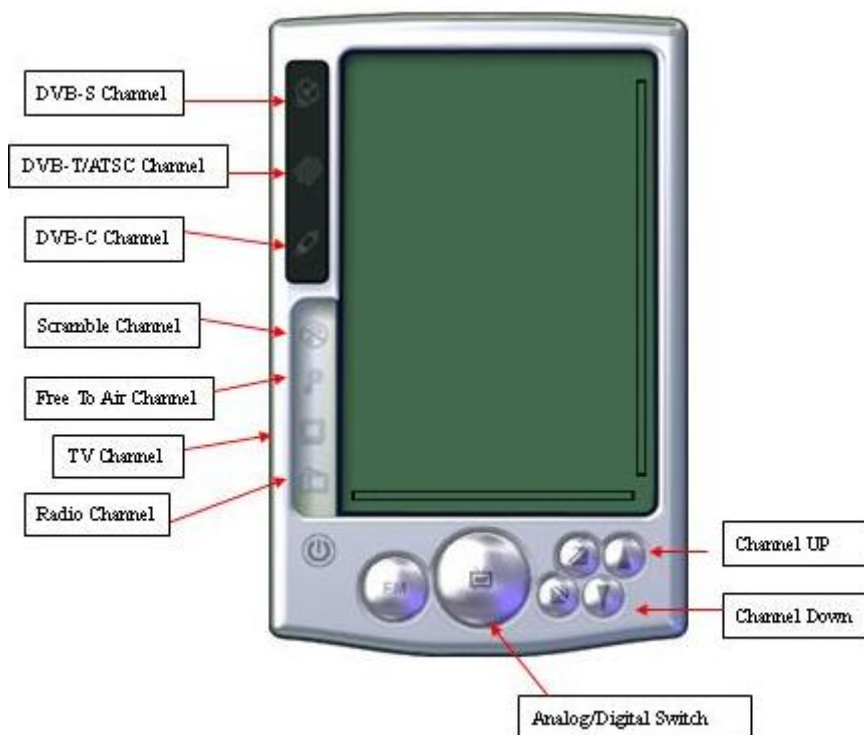 DVB-S Channel
DVB-T/ATSC Channel
DVB-C Channel
Scramble Channel
Free To Air Channel
TV Channel
Radio Channel
FM
Channel UP
Channel Down
Analog/Digital Switch